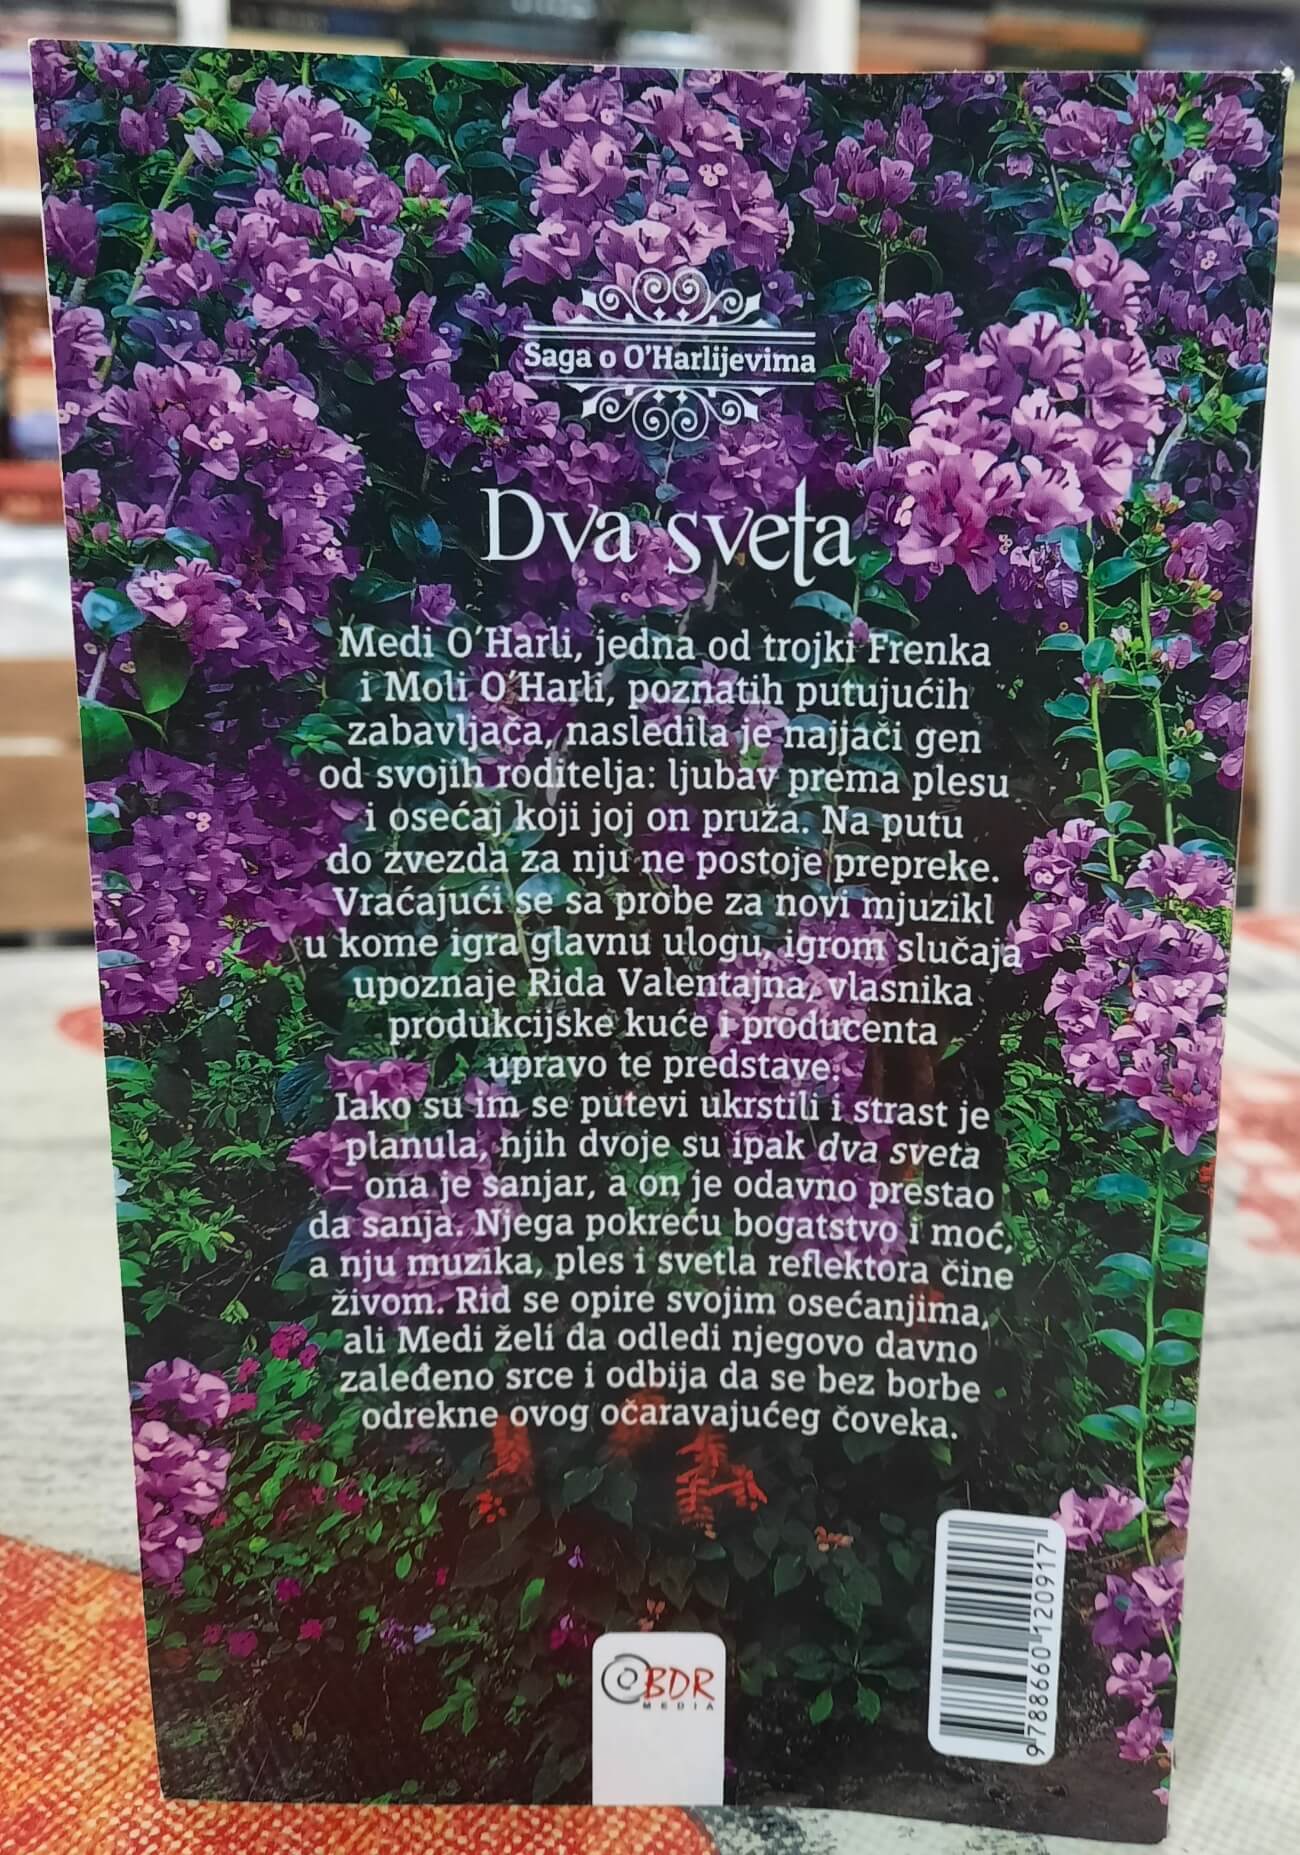 Saga o O'Harlijevima
Dva sveta
Medi O'Harli, jedna od trojki Frenka
i Moli O'Harli, poznatih putujućih
zabavljača, nasledila je najjači gen
od svojih roditelja: ljubav prema plesu
i osećaj koji joj on pruža. Na putu
do zvezda za nju ne postoje prepreke.
Vraćajući se sa probe za novi mjuzikl
u kome igra glavnu ulogu, igrom slučaja
upoznaje Rida Valentajna, vlasnika
produkcijske kuće i producenta
upravo te predstave.
Iako su im se putevi ukrstili i strast je
planula, njih dvoje su ipak dva sveta
– ona je sanjar, a on je odavno prestao
da sanja. Njega pokreću bogatstvo i moć,
a nju muzika, ples i svetla reflektora čine
živom. Rid se opire svojim osećanjima,
ali Medi želi da odledi njegovo davno
zaleđeno srce i odbija da se bez borbe
odrekne ovog očaravajućeg čoveka.
BDR
MEDIA
9788660120917